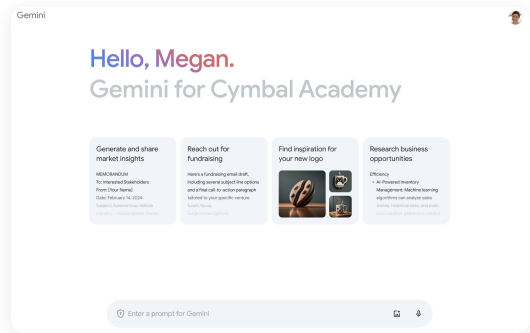 Gemini
Hello, Megan.
Gemini for Cymbal Academy
Generate and share
market insights
MEMORANDUM
To: Interested Stakeholders
From: [Your Name]
Date: February 14, 2024
Reach out for
fundraising
Here's a fundraising email draft,
including several subject line options
and a final call-to-action paragraph
tailored to your specific venture
Find inspiration for
your new logo
Research business
opportunities
Efficiency
• AI-Powered Inventory
Management: Machine learning
algorithms can analyze sales
Enter a prompt for Gemini